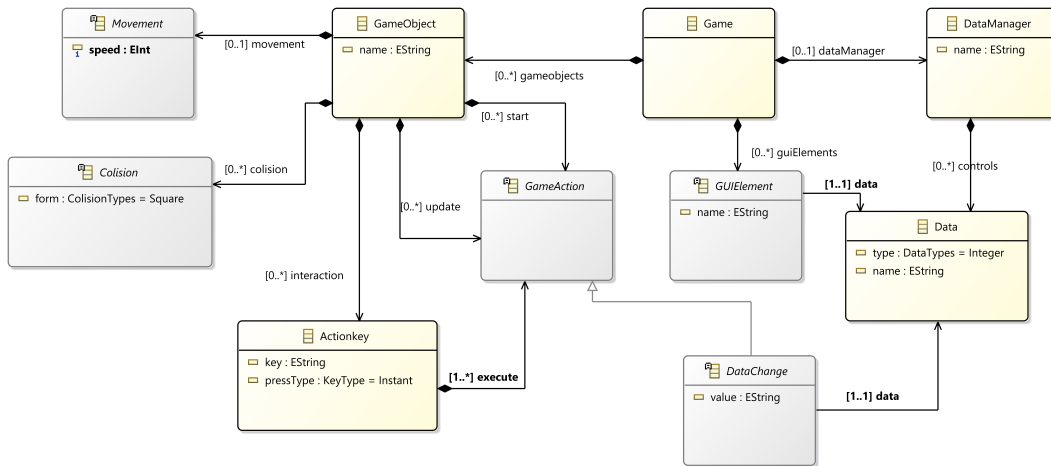 Movement
speed : EInt
1
[0..1] movement
GameObject
name : EString
[0..*] gameobjects
Game
[0..1] dataManager
DataManager
name : EString
[0..*] start
[0..*] guiElements
[0..*] controls
Colision
form : ColisionTypes = Square
[0..*] colision
[0..*] update
GameAction
GUIElement
name : EString
[1..1] data
Data
type : DataTypes = Integer
name : EString
[0..*] interaction
Actionkey
key : EString
pressType : KeyType = Instant
[1..*] execute
DataChange
value : EString
[1..1] data